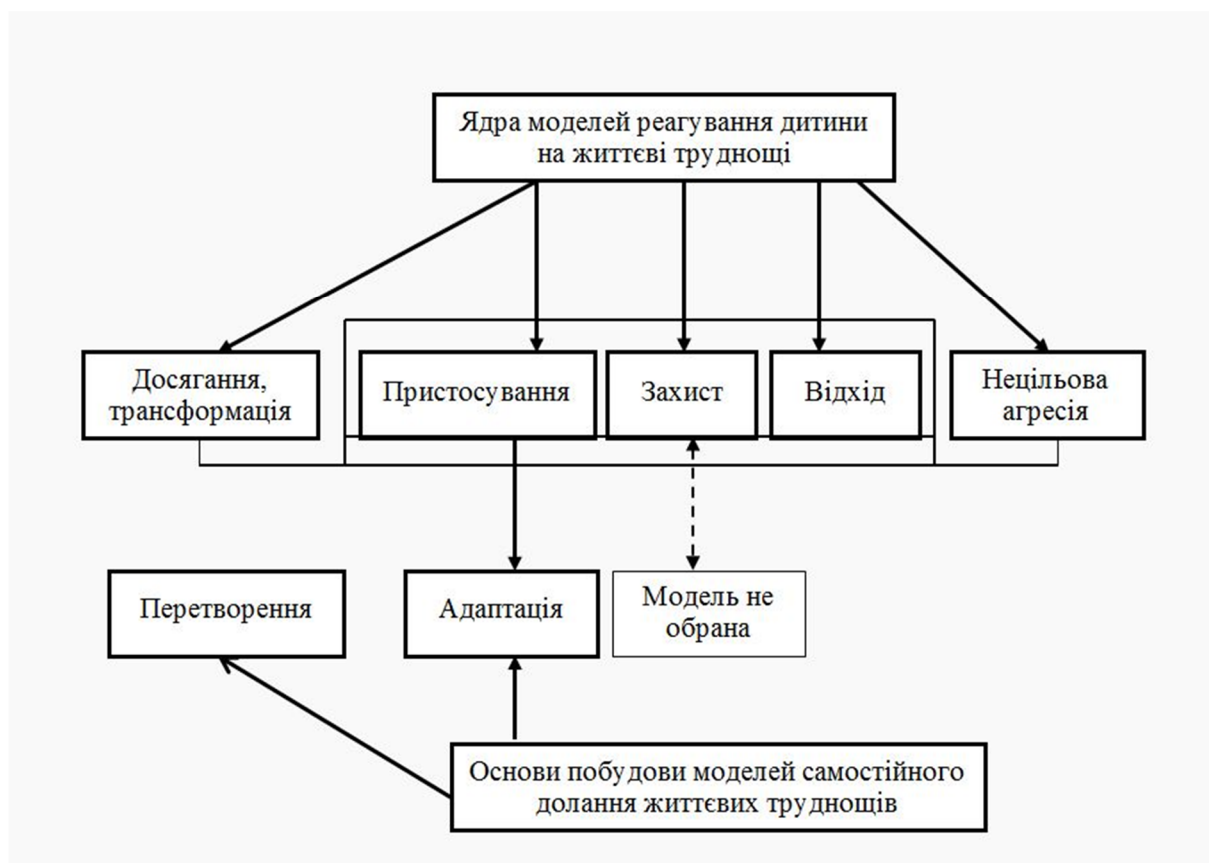 Ядра моделей реагування дитини
на життєві труднощі
Досягання,
трансформація
Пристосування
Захист
Відхід
Нецільова
агресія
Перетворення
Адаптація
Модель не
обрана
Основи побудови моделей самостійного
долання життєвих труднощів